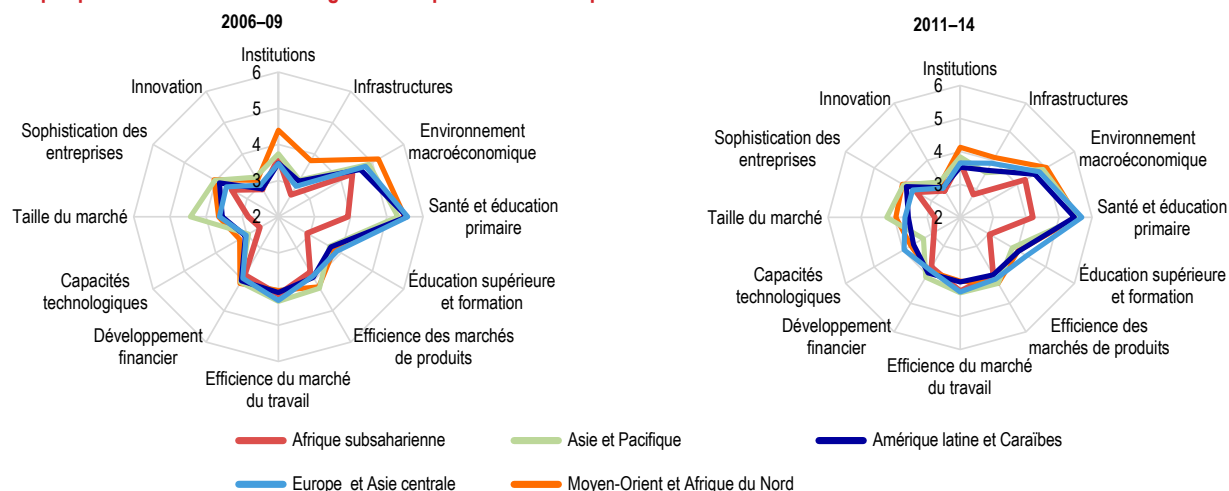 2006–09
Institutions
6
5
4
3
2
Innovation
Infrastructures
Sophistication des
entreprises
Environnement
macroéconomique
Taille du marché
Santé et éducation
primaire
Capacités
technologiques
Éducation supérieure
et formation
Développement
financier
Efficience des marchés
de produits
Efficience du marché
du travail
2011–14
Institutions
6
5
4
3
2
Innovation
Infrastructures
Sophistication des
entreprises
Environnement
macroéconomique
Taille du marché
Santé et éducation
primaire
Capacités
technologiques
Éducation supérieure
et formation
Développement
financier
Efficience des
marchés de produits
Efficience du marché
du travail
Afrique subsaharienne
Asie et Pacifique
Amérique latine et Caraïbes
Europe et Asie centrale
Moyen-Orient et Afrique du Nord